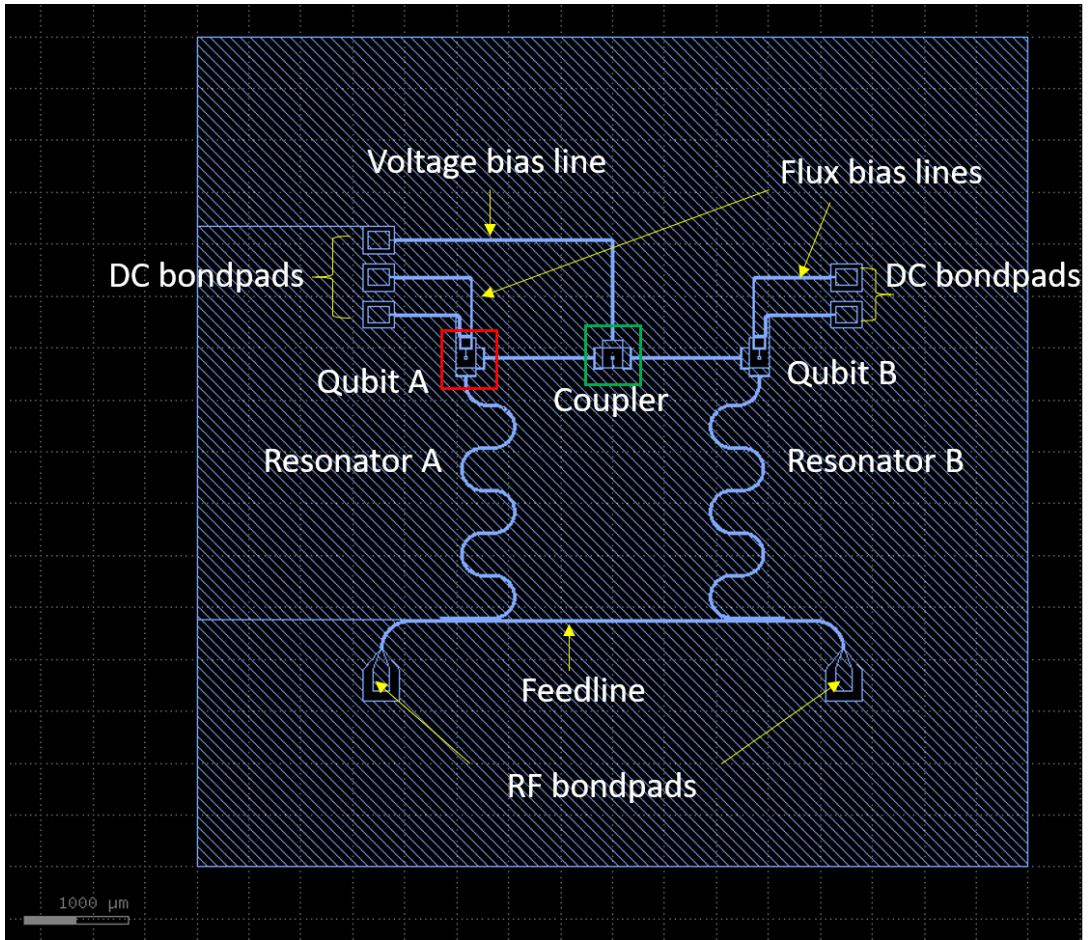 Voltage bias line
Flux bias lines
DC bondpads
DC bondpads
Qubit A
Coupler
Qubit B
Resonator A
Resonator B
Feedline
RF bondpads
1000 µm